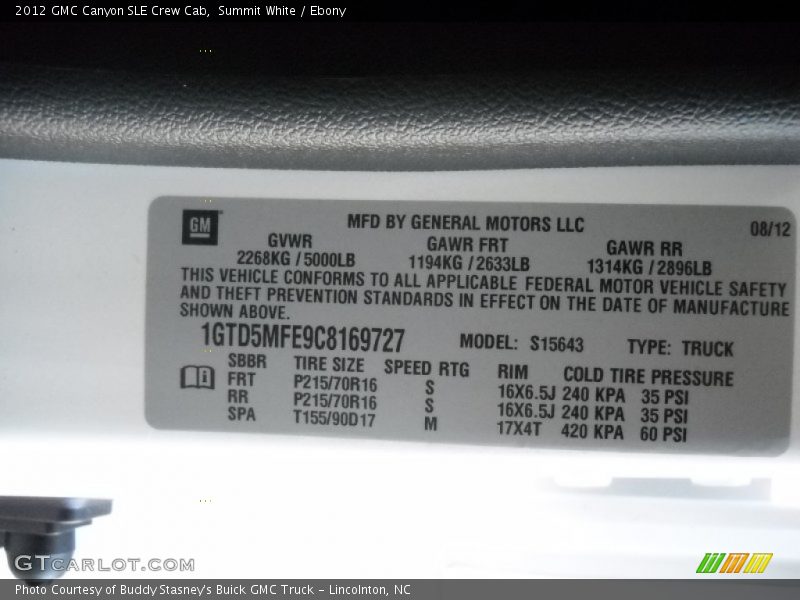 2012 GMC Canyon SLE Crew Cab,  Summit White / Ebony
GM
MFD BY GENERAL MOTORS LLC 08/12
GVWR GAWR FRT GAWR RR
2268KG / 5000LB 1194KG / 2633LB 1314KG / 2896LB
THIS VEHICLE CONFORMS TO ALL APPLICABLE FEDERAL MOTOR VEHICLE SAFETY
AND THEFT PREVENTION STANDARDS IN EFFECT ON THE DATE OF MANUFACTURE
SHOWN ABOVE.
1GTD5MFE9C8169727 MODEL: S15643 TYPE: TRUCK
SBBR TIRE SIZE SPEED RTG RIM COLD TIRE PRESSURE
FRT P215/70R16 S 16X6.5J 240 KPA 35 PSI
RR P215/70R16 S 16X6.5J 240 KPA 35 PSI
SPA T155/90D17 M 17X4T 420 KPA 60 PSI
GTCARLOT.COM
Photo Courtesy of Buddy Stasney's Buick GMC Truck - Lincolnton, NC